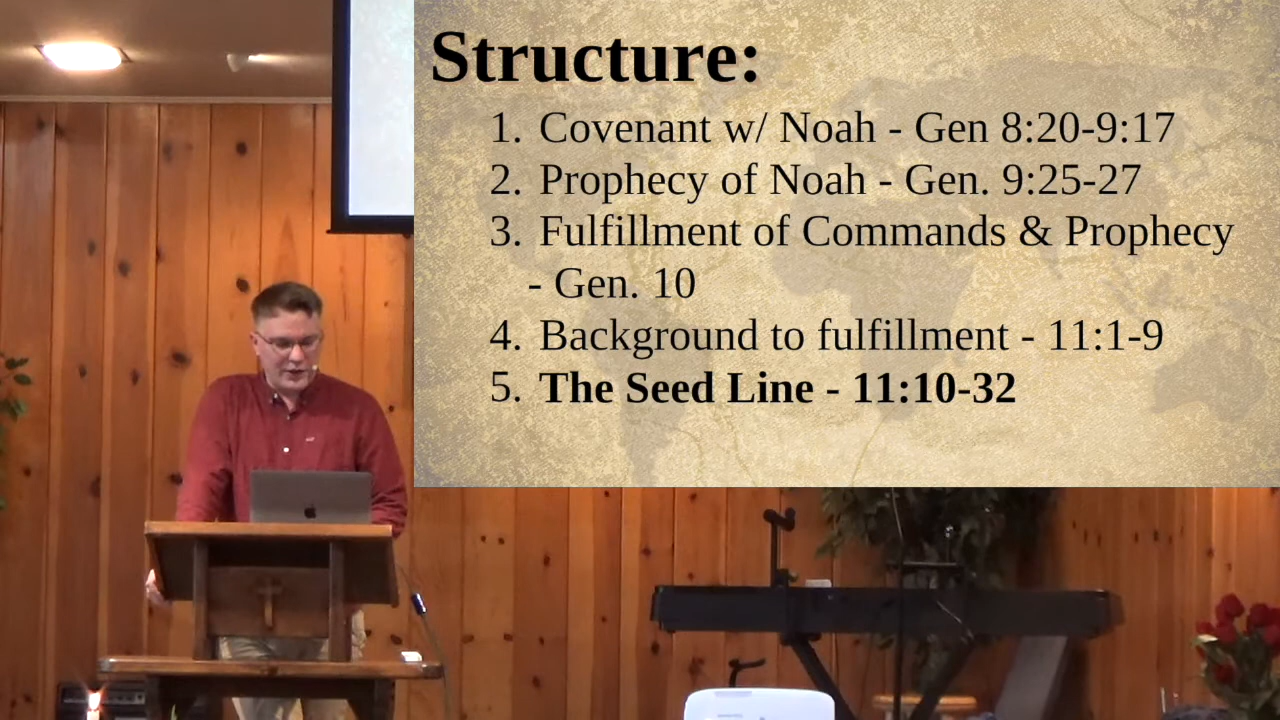 Structure:
1. Covenant w/ Noah - Gen 8:20-9:17
2. Prophecy of Noah - Gen. 9:25-27
3. Fulfillment of Commands & Prophecy
- Gen. 10
4. Background to fulfillment - 11:1-9
5. The Seed Line - 11:10-32